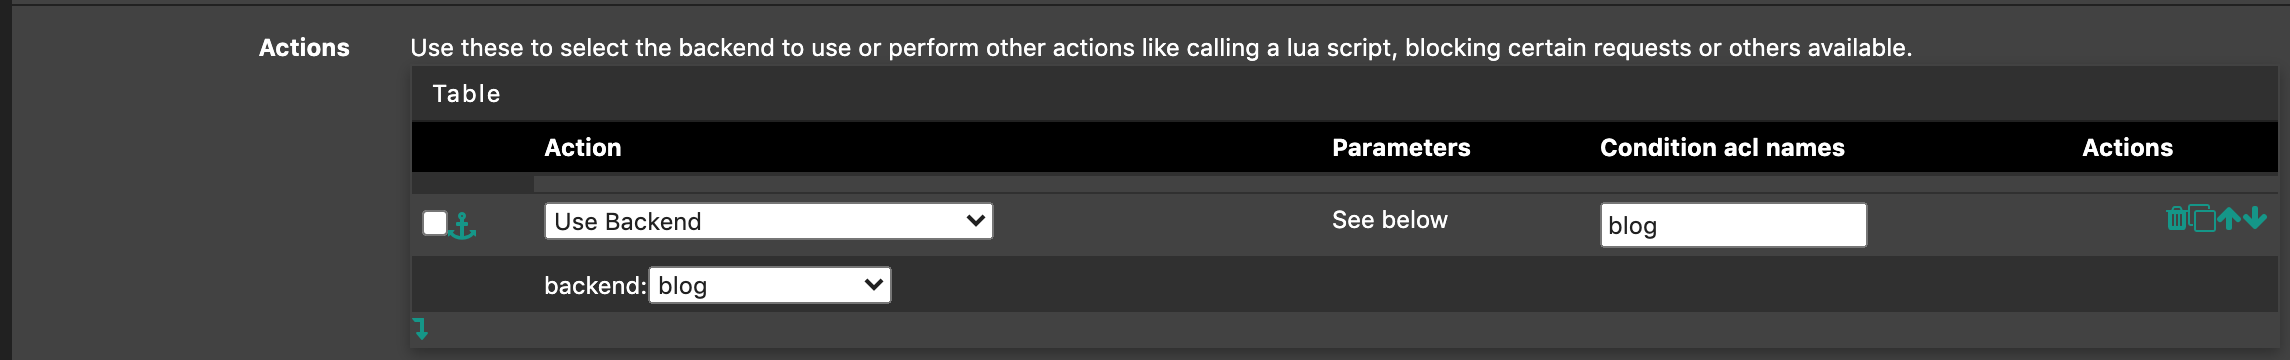 Actions Use these to select the backend to use or perform other actions like calling a lua script, blocking certain requests or others available.
Table
Action Parameters Condition acl names Actions
Use Backend See below blog
backend: blog